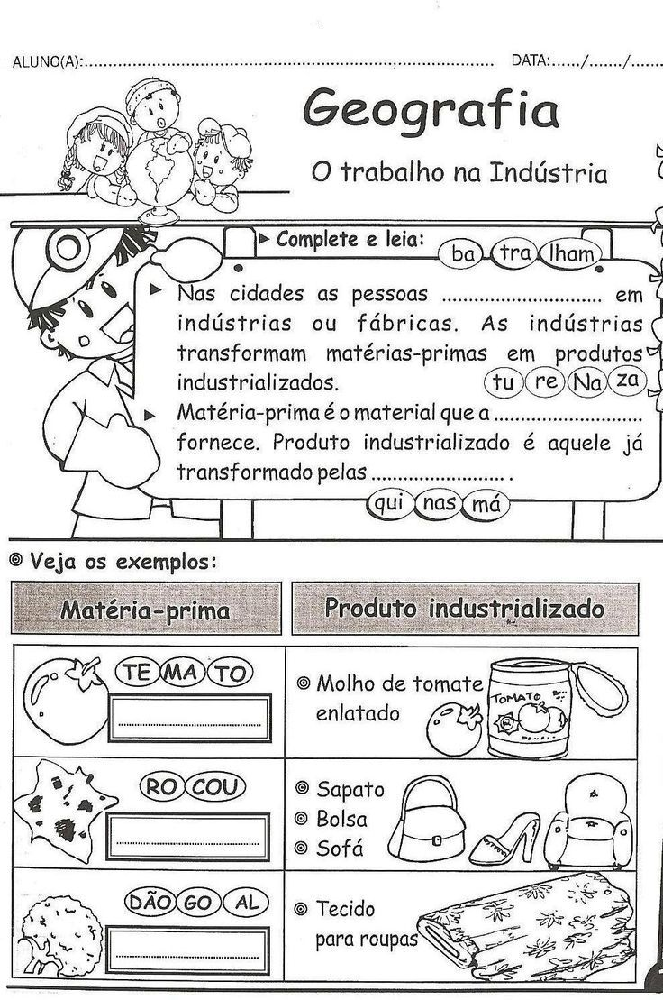 ALUNO(A):.................................................................................... DATA:....../......./.......
Geografia
O trabalho na Indústria
Complete e leia:
ba tra lham
Nas cidades as pessoas ............................ em
indústrias ou fábricas. As indústrias
transformam matérias-primas em produtos
industrializados.
tu re Na za
Matéria-prima é o material que a ..........................
fornece. Produto industrializado é aquele já
transformado pelas ....................... .
qui nas má
Veja os exemplos:
Matéria-prima
Produto industrializado
TE MA TO
Molho de tomate
enlatado
TOMATO
RO COU
Sapato
Bolsa
Sofá
DÃO GO AL
Tecido
para roupas